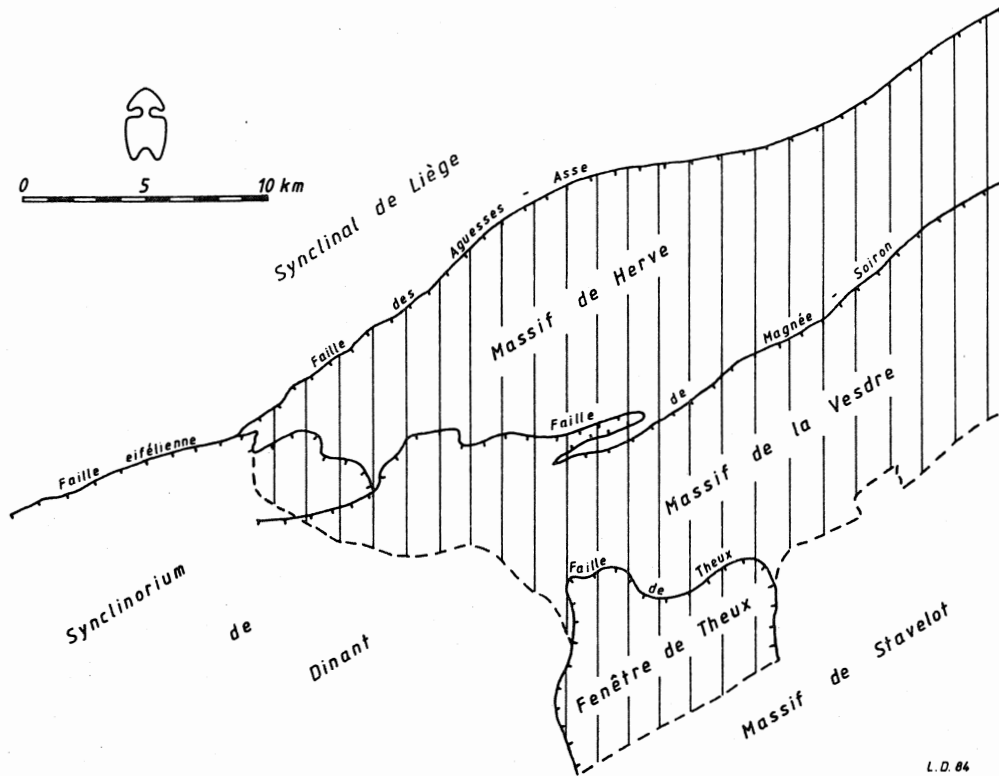 0 5 10 km
Synclinal de Liège
Faille des Aguesses - Asse
Massif de Herve
Faille de Magnée - Soiron
Faille eifélienne
Massif de la Vesdre
Faille de Theux
Fenêtre de Theux
Synclinorium
de
Dinant
Massif de Stavelot
L.D. 84